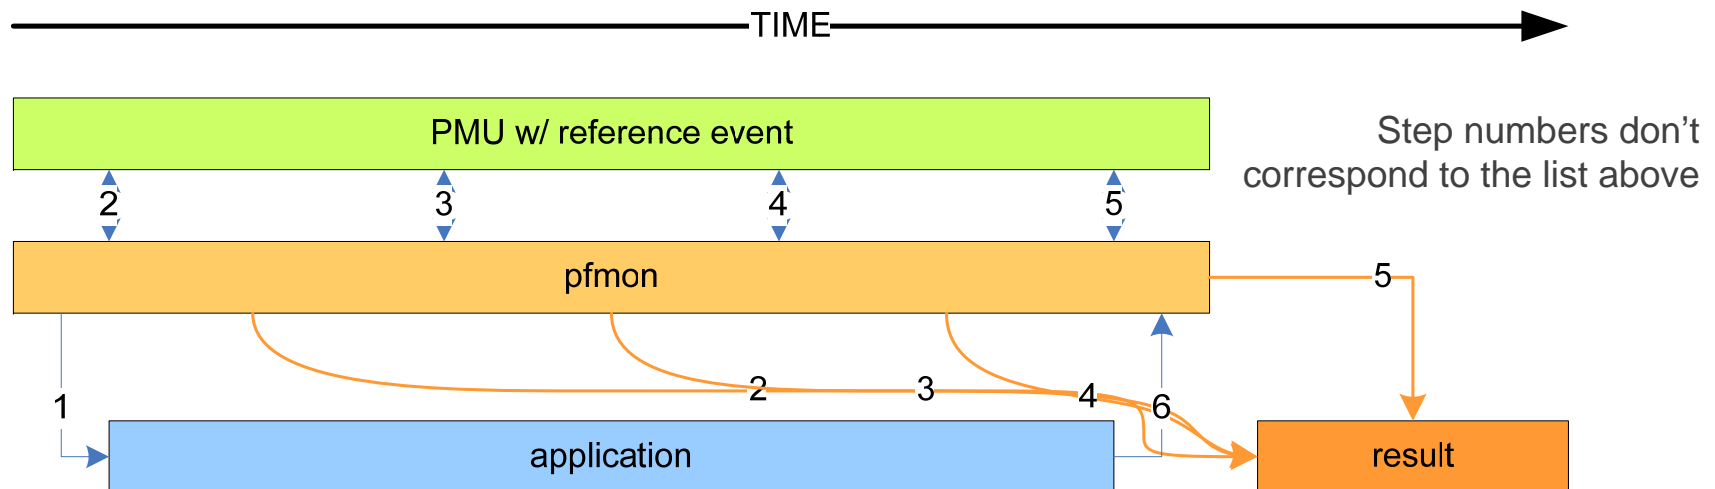 TIME
PMU w/ reference event
Step numbers don’t
correspond to the list above
2
3
4
5
pfmon
5
1
2
3
4
6
application
result